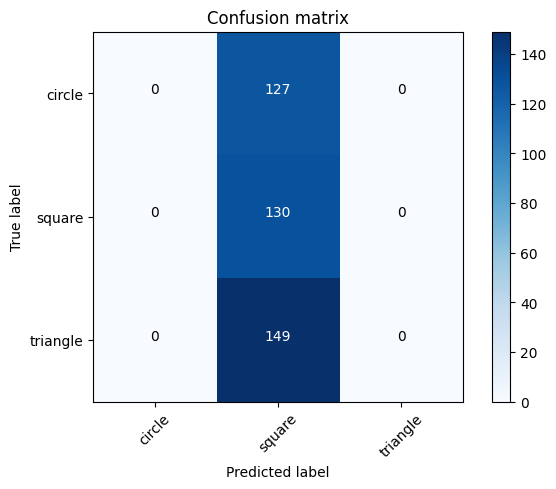 Confusion matrix
True label
circle
square
triangle
0 127 0
0 130 0
0 149 0
circle square triangle
Predicted label
140
120
100
80
60
40
20
0